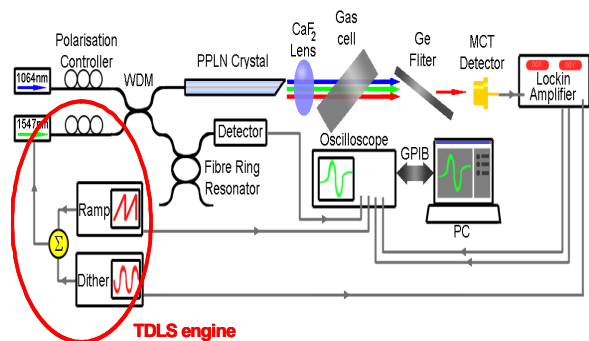 Polarisation
Controller
1064nm
1547nm
WDM
PPLN Crystal
CaF2
Lens
Gas
cell
Ge
Fliter
MCT
Detector
Lockin
Amplifier
Detector
Fibre Ring
Resonator
Oscilloscope
GPIB
PC
Ramp
Σ
Dither
TDLS engine